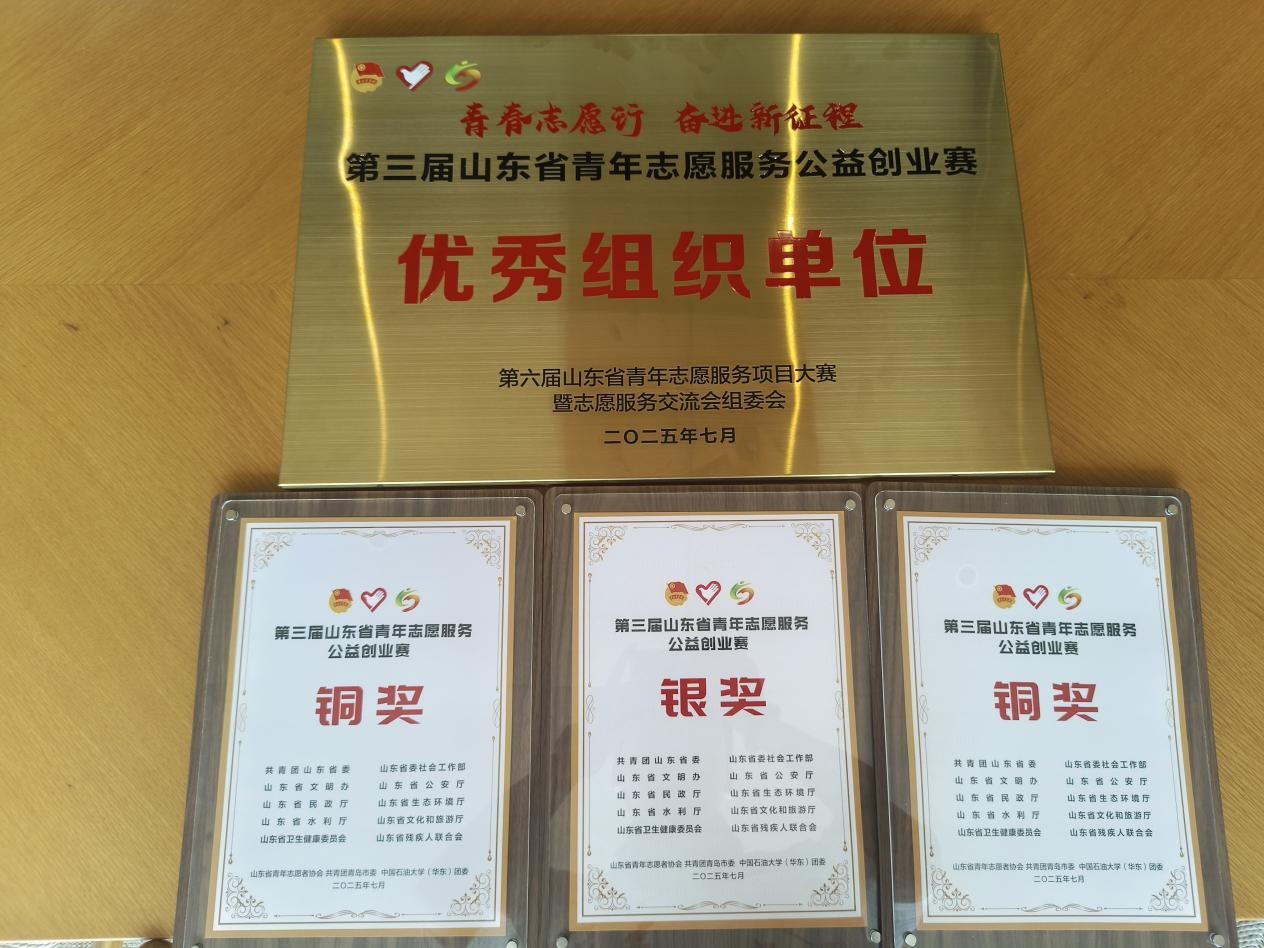 青春志愿行 奋进新征程
第三届山东省青年志愿服务公益创业赛
优秀组织单位
第六届山东省青年志愿服务项目大赛
暨志愿服务交流会组委会
二〇二五年七月
第三届山东省青年志愿服务
公益创业赛
铜奖
共青团山东省委 山东省委社会工作部
山东省文明办 山东省公安厅
山东省民政厅 山东省生态环境厅
山东省水利厅 山东省文化和旅游厅
山东省卫生健康委员会 山东省残疾人联合会
山东省青年志愿者协会 共青团青岛市委 中国石油大学(华东)团委
二〇二五年七月
第三届山东省青年志愿服务
公益创业赛
银奖
共青团山东省委 山东省委社会工作部
山东省文明办 山东省公安厅
山东省民政厅 山东省生态环境厅
山东省水利厅 山东省文化和旅游厅
山东省卫生健康委员会 山东省残疾人联合会
山东省青年志愿者协会 共青团青岛市委 中国石油大学(华东)团委
二〇二五年七月
第三届山东省青年志愿服务
公益创业赛
铜奖
共青团山东省委 山东省委社会工作部
山东省文明办 山东省公安厅
山东省民政厅 山东省生态环境厅
山东省水利厅 山东省文化和旅游厅
山东省卫生健康委员会 山东省残疾人联合会
山东省青年志愿者协会 共青团青岛市委 中国石油大学(华东)团委
二〇二五年七月